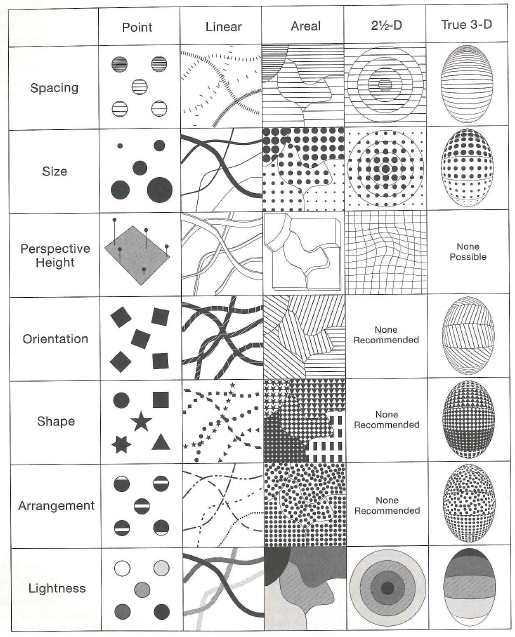 Point Linear Areal 2½-D True 3-D
Spacing
Size
Perspective
Height
None
Possible
Orientation
None
Recommended
Shape
None
Recommended
Arrangement
None
Recommended
Lightness